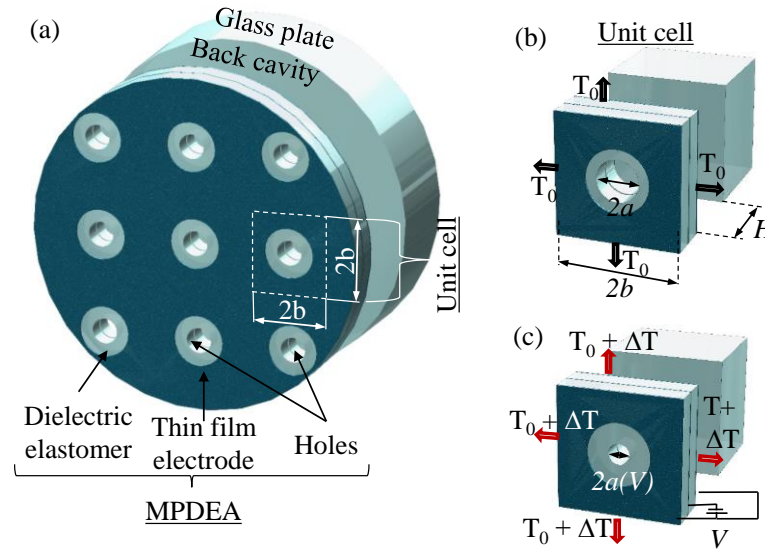 (a)
Glass plate
Back cavity
2b
2b
Unit cell
Dielectric
elastomer
Thin film
electrode
Holes
MPDEA
(b)
Unit cell
T0
T0
T0
T0
2a
2b
H
(c)
T0 + ΔT
T0 + ΔT
T+
ΔT
2a(V)
T0 + ΔT
V